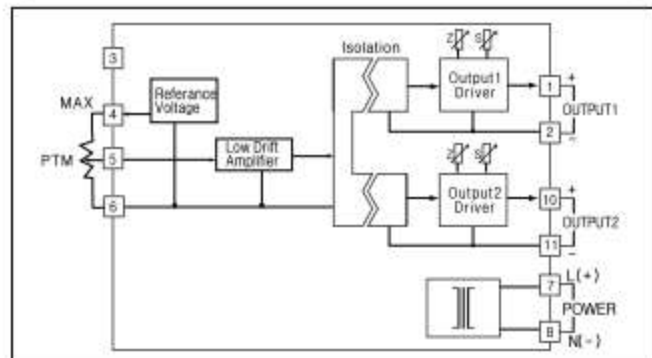 Isolation
Z S
3
MAX
4
Referance
Voltage
Output1
Driver
1
+
OUTPUT1
2
−
PTM
5
Low Drift
Amplifier
Z S
6
Output2
Driver
10
+
OUTPUT2
11
−
7
L(+)
POWER
8
N(-)